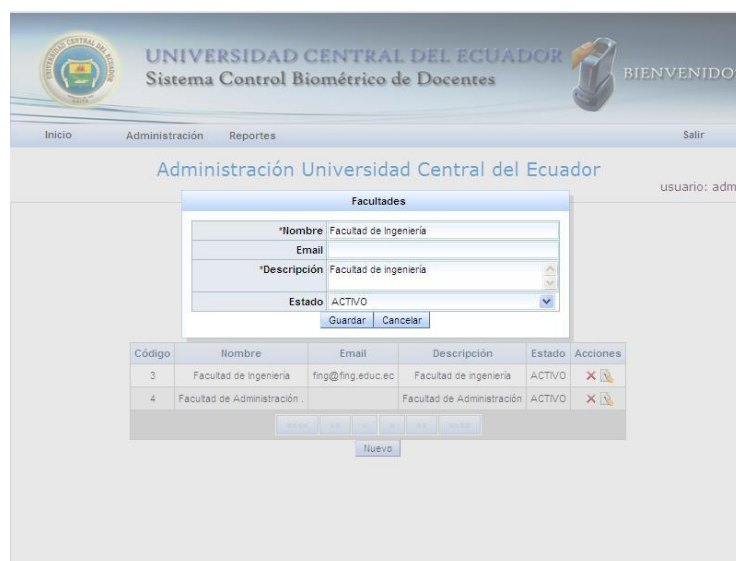 UNIVERSIDAD CENTRAL DEL ECUADOR
Sistema Control Biométrico de Docentes
BIENVENIDO
Inicio Administración Reportes Salir
Administración Universidad Central del Ecuador
usuario: adm
Facultades
*Nombre Facultad de Ingeniería
Email
*Descripción Facultad de ingeniería
Estado ACTIVO
Guardar Cancelar
Código Nombre Email Descripción Estado Acciones
3 Facultad de Ingeniería fing@fing.educ.ec Facultad de ingeniería ACTIVO
4 Facultad de Administración . Facultad de Administración ACTIVO
Nuevo